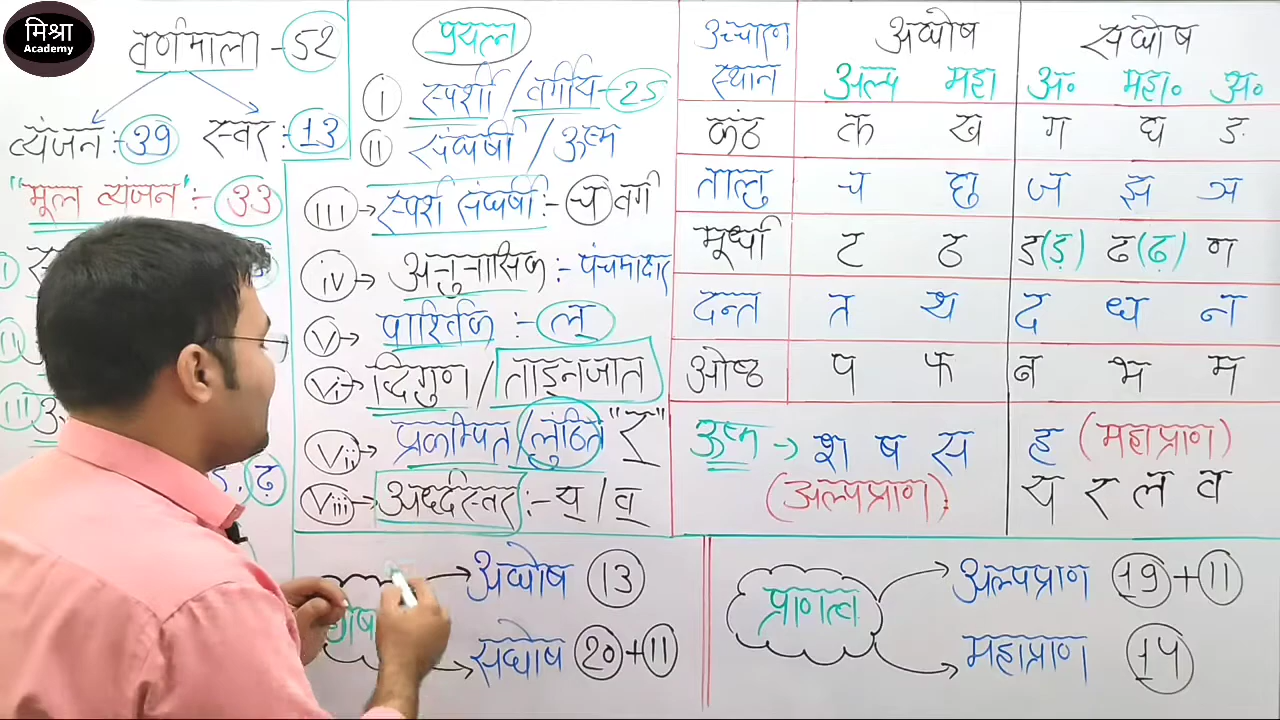 मिश्रा
Academy
वर्णमाला - 52
व्यंजन :- 39 स्वर :- 13
"मूल व्यंजन" :- 33
ढ़
प्रयत्न
i स्पर्शी / वर्गीय - 25
ii संघर्षी / ऊष्म
iii → स्पर्श संघर्षी :- च वर्ग
iv → अनुनासिक :- पंचमाक्षर
v → पार्श्विक :- ल्
vi → द्विगुण / ताड़नजात
vii → प्रकम्पित / लुंठित "र्"
viii → अर्धस्वर :- य् / व्
उच्चारण स्थान अघोष सघोष
अल्प महा अ० महा० अ०
कंठ क ख ग घ ङ
तालु च छ ज झ ञ
मूर्धा ट ठ ड(ड़) ढ(ढ़) ण
दन्त त थ द ध न
ओष्ठ प फ ब भ म
ऊष्म → श ष स ह (महाप्राण)
(अल्पप्राण) य र ल व
अघोष 13
सघोष 20 + 11
प्राणत्व
अल्पप्राण 19 + 11
महाप्राण 14